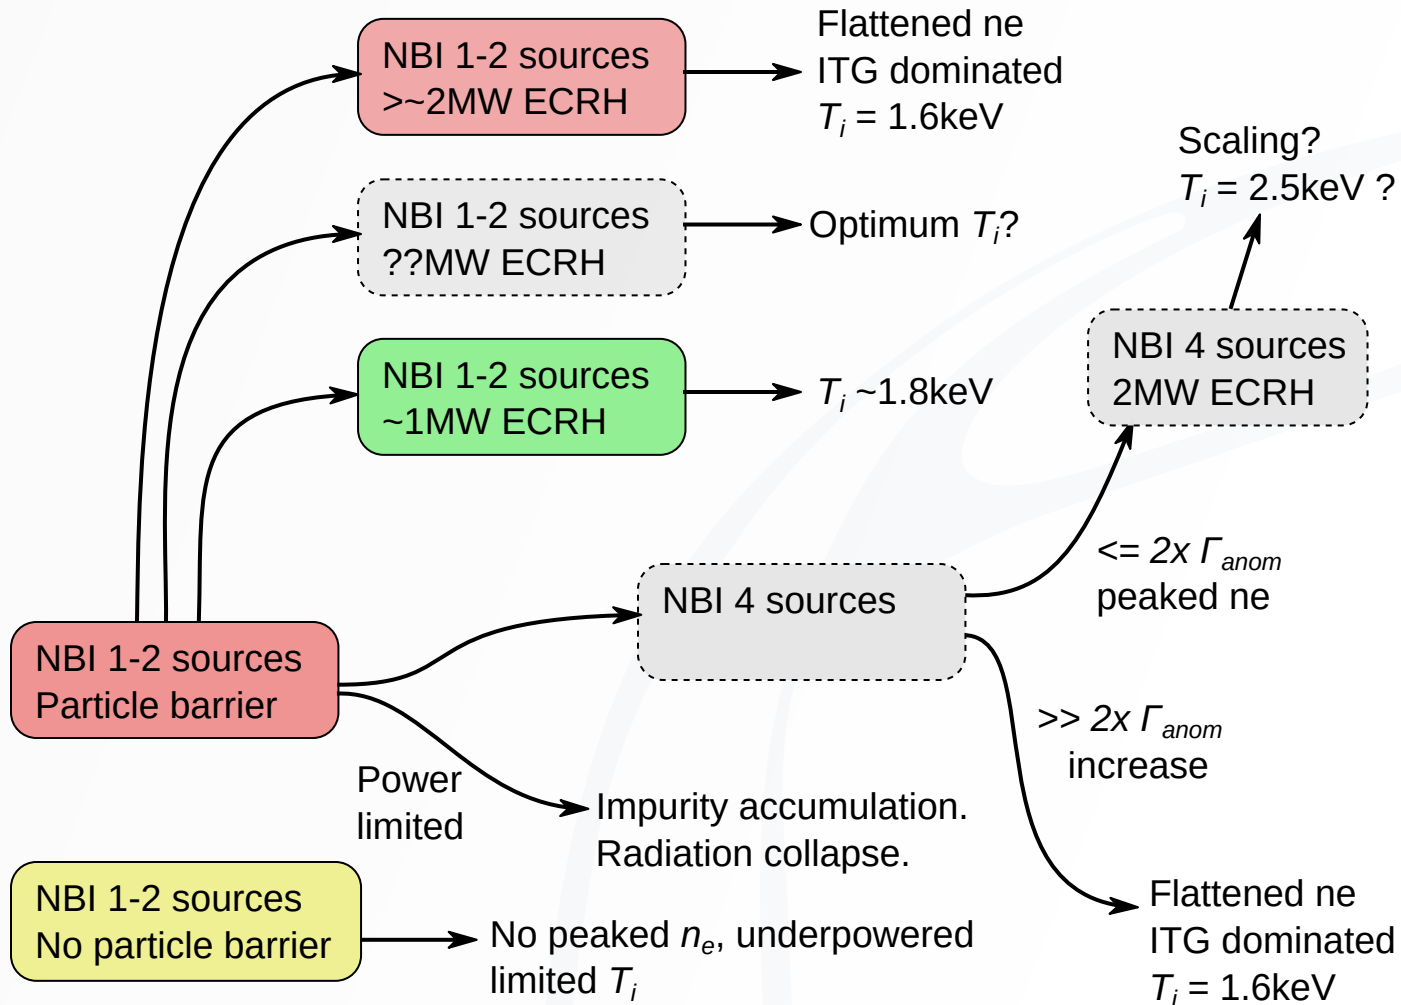 NBI 1-2 sources
>~2MW ECRH
Flattened ne
ITG dominated
Ti = 1.6keV
NBI 1-2 sources
??MW ECRH
Optimum Ti?
NBI 1-2 sources
~1MW ECRH
Ti ~1.8keV
Scaling?
Ti = 2.5keV ?
NBI 4 sources
2MW ECRH
<= 2x Γanom
peaked ne
NBI 4 sources
NBI 1-2 sources
Particle barrier
>> 2x Γanom
increase
Power
limited
Impurity accumulation.
Radiation collapse.
NBI 1-2 sources
No particle barrier
No peaked ne, underpowered
limited Ti
Flattened ne
ITG dominated
Ti = 1.6keV